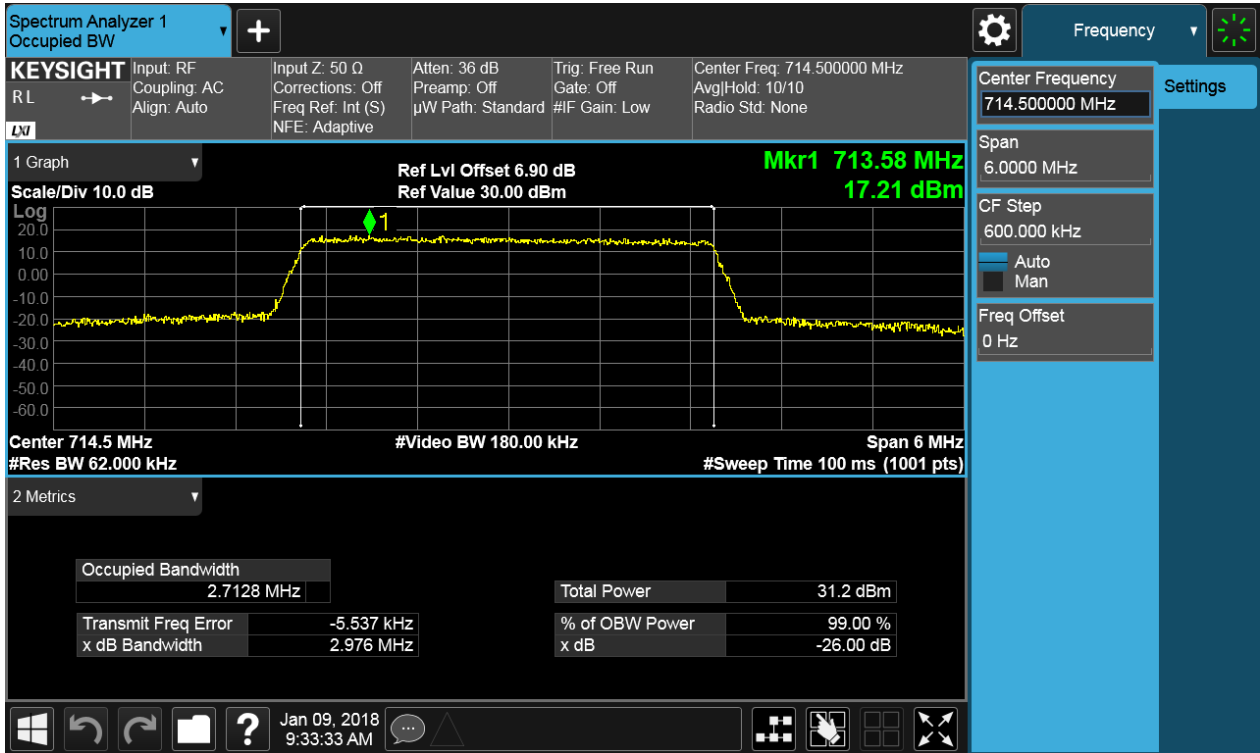 Spectrum Analyzer 1
Occupied BW
+
Frequency
KEYSIGHT
RL
LXI
Input: RF
Coupling: AC
Align: Auto
Input Z: 50 Ω
Corrections: Off
Freq Ref: Int (S)
NFE: Adaptive
Atten: 36 dB
Preamp: Off
µW Path: Standard
Trig: Free Run
Gate: Off
#IF Gain: Low
Center Freq: 714.500000 MHz
Avg|Hold: 10/10
Radio Std: None
Center Frequency
714.500000 MHz
Settings
Span
6.0000 MHz
CF Step
600.000 kHz
Auto
Man
Freq Offset
0 Hz
1 Graph
Scale/Div 10.0 dB
Ref Lvl Offset 6.90 dB
Ref Value 30.00 dBm
Mkr1 713.58 MHz
17.21 dBm
Log
1
20.0
10.0
0.00
-10.0
-20.0
-30.0
-40.0
-50.0
-60.0
Center 714.5 MHz
#Video BW 180.00 kHz
Span 6 MHz
#Res BW 62.000 kHz
#Sweep Time 100 ms (1001 pts)
2 Metrics
Occupied Bandwidth
2.7128 MHz
Total Power 31.2 dBm
Transmit Freq Error -5.537 kHz
% of OBW Power 99.00 %
x dB Bandwidth 2.976 MHz
x dB -26.00 dB
?
Jan 09, 2018
9:33:33 AM